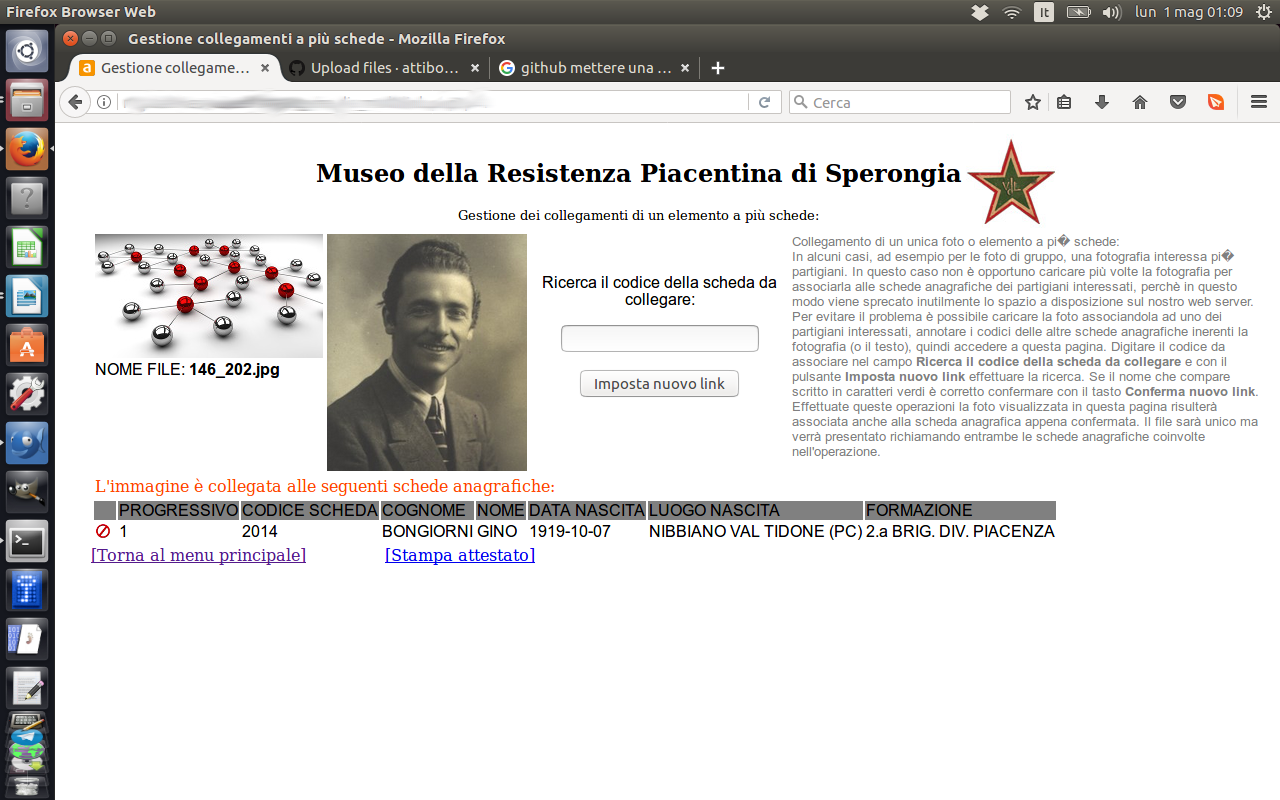 Firefox Browser Web
It
lun 1 mag 01:09
Gestione collegamenti a più schede - Mozilla Firefox
Gestione collegame…
Upload files · attibo…
github mettere una …
Cerca
Museo della Resistenza Piacentina di Sperongia
Gestione dei collegamenti di un elemento a più schede:
NOME FILE: 146_202.jpg
Ricerca il codice della scheda da
collegare:
Imposta nuovo link
Collegamento di un unica foto o elemento a pi� schede:
In alcuni casi, ad esempio per le foto di gruppo, una fotografia interessa pi�
partigiani. In questo caso non è opportuno caricare più volte la fotografia per
associarla alle schede anagrafiche dei partigiani interessati, perchè in questo
modo viene sprecato inutilmente lo spazio a disposizione sul nostro web server.
Per evitare il problema è possibile caricare la foto associandola ad uno dei
partigiani interessati, annotare i codici delle altre schede anagrafiche inerenti la
fotografia (o il testo), quindi accedere a questa pagina. Digitare il codice da
associare nel campo Ricerca il codice della scheda da collegare e con il
pulsante Imposta nuovo link effettuare la ricerca. Se il nome che compare
scritto in caratteri verdi è corretto confermare con il tasto Conferma nuovo link.
Effettuate queste operazioni la foto visualizzata in questa pagina risulterà
associata anche alla scheda anagrafica appena confermata. Il file sarà unico ma
verrà presentato richiamando entrambe le schede anagrafiche coinvolte
nell'operazione.
L'immagine è collegata alle seguenti schede anagrafiche:
PROGRESSIVO CODICE SCHEDA COGNOME NOME DATA NASCITA LUOGO NASCITA FORMAZIONE
1 2014 BONGIORNI GINO 1919-10-07 NIBBIANO VAL TIDONE (PC) 2.a BRIG. DIV. PIACENZA
[Torna al menu principale] [Stampa attestato]